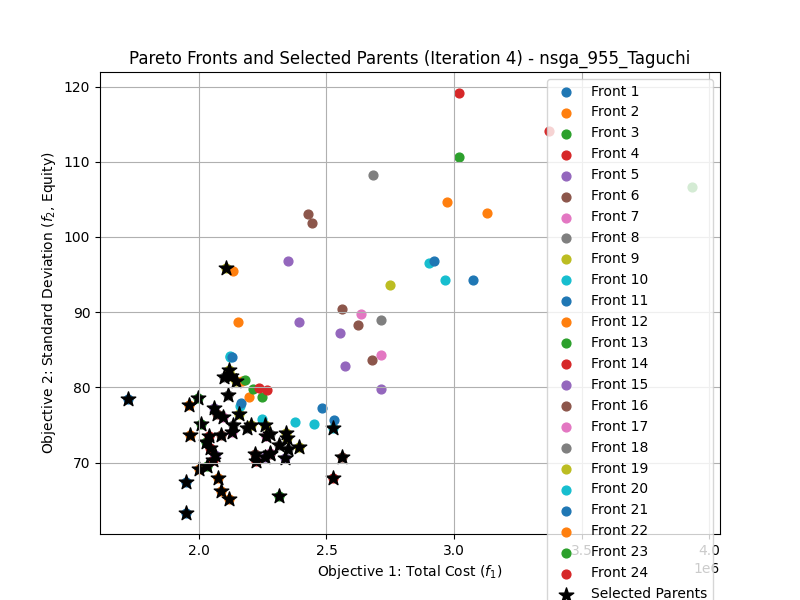 Pareto Fronts and Selected Parents (Iteration 4) - nsga_955_Taguchi
Objective 2: Standard Deviation (f2, Equity)
120
110
100
90
80
70
2.0
2.5
3.0
3.5
4.0
1e6
Objective 1: Total Cost (f1)
Front 1
Front 2
Front 3
Front 4
Front 5
Front 6
Front 7
Front 8
Front 9
Front 10
Front 11
Front 12
Front 13
Front 14
Front 15
Front 16
Front 17
Front 18
Front 19
Front 20
Front 21
Front 22
Front 23
Front 24
Selected Parents